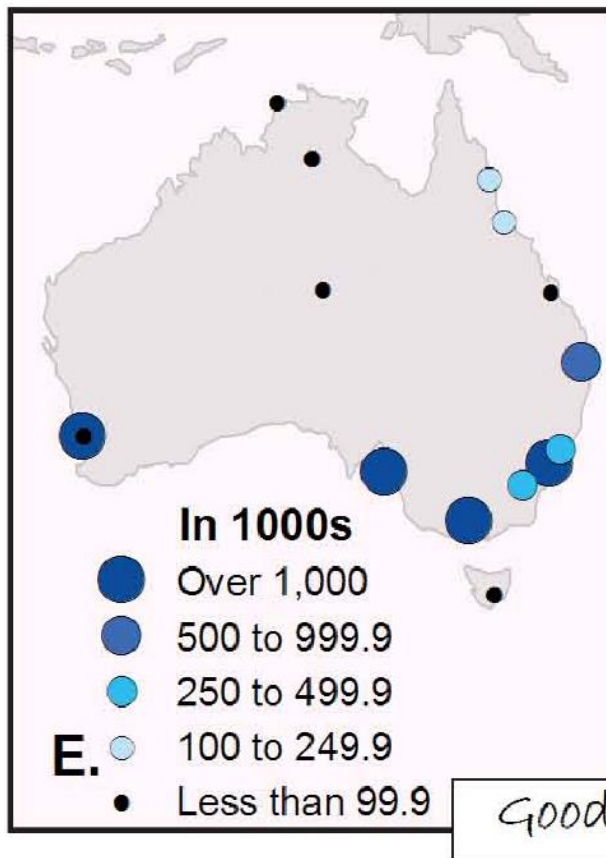 In 1000s
Over 1,000
500 to 999.9
250 to 499.9
100 to 249.9
E.
Less than 99.9
Good